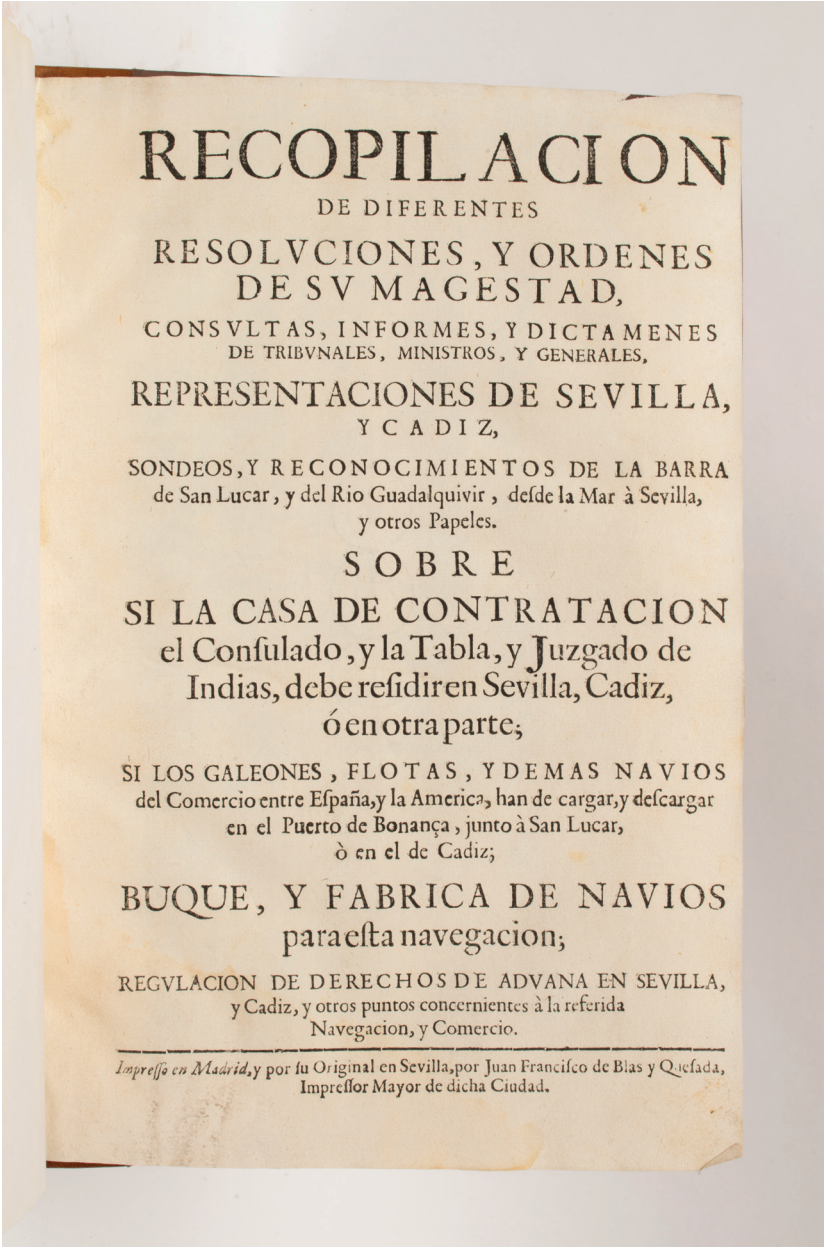 RECOPILACION
DE DIFERENTES
RESOLVCIONES, Y ORDENES
DE SV MAGESTAD,
CONSVLTAS, INFORMES, Y DICTAMENES
DE TRIBVNALES, MINISTROS, Y GENERALES,
REPRESENTACIONES DE SEVILLA,
Y CADIZ,
SONDEOS, Y RECONOCIMIENTOS DE LA BARRA
de San Lucar, y del Rio Guadalquivir, deſde la Mar à Sevilla,
y otros Papeles.
SOBRE
SI LA CASA DE CONTRATACION
el Conſulado, y la Tabla, y Juzgado de
Indias, debe reſidir en Sevilla, Cadiz,
ó en otra parte;
SI LOS GALEONES, FLOTAS, Y DEMAS NAVIOS
del Comercio entre Eſpaña, y la America, han de cargar, y deſcargar
en el Puerto de Bonança, junto à San Lucar,
ò en el de Cadiz;
BUQUE, Y FABRICA DE NAVIOS
para eſta navegacion;
REGVLACION DE DERECHOS DE ADVANA EN SEVILLA,
y Cadiz, y otros puntos concernientes à la referida
Navegacion, y Comercio.
Impreſſo en Madrid, y por ſu Original en Sevilla, por Juan Franciſco de Blas y Queſada,
Impreſſor Mayor de dicha Ciudad.